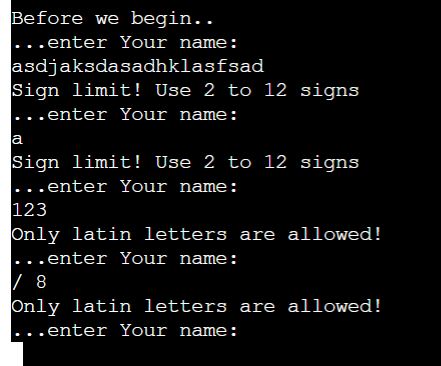 Before we begin..
...enter Your name:
asdjaksdasadhklasfsad
Sign limit! Use 2 to 12 signs
...enter Your name:
a
Sign limit! Use 2 to 12 signs
...enter Your name:
123
Only latin letters are allowed!
...enter Your name:
/ 8
Only latin letters are allowed!
...enter Your name: